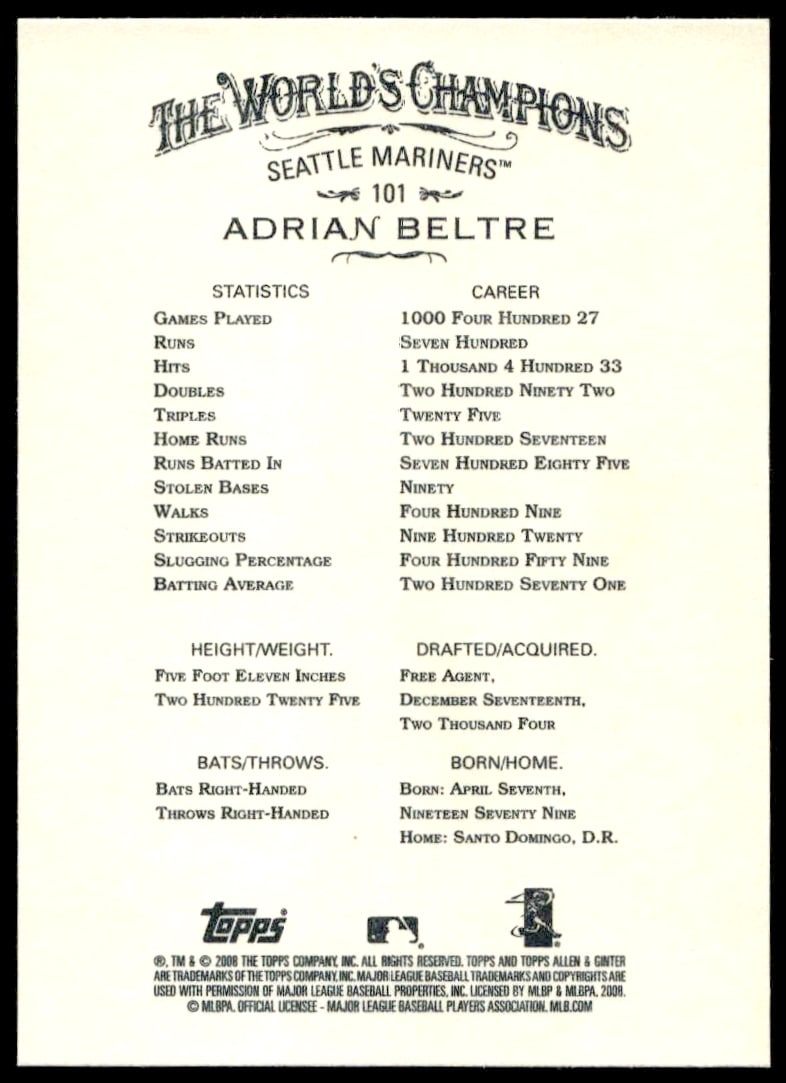 THE WORLD'S CHAMPIONS
SEATTLE MARINERS™
101
ADRIAN BELTRE
STATISTICS CAREER
GAMES PLAYED 1000 FOUR HUNDRED 27
RUNS SEVEN HUNDRED
HITS 1 THOUSAND 4 HUNDRED 33
DOUBLES TWO HUNDRED NINETY TWO
TRIPLES TWENTY FIVE
HOME RUNS TWO HUNDRED SEVENTEEN
RUNS BATTED IN SEVEN HUNDRED EIGHTY FIVE
STOLEN BASES NINETY
WALKS FOUR HUNDRED NINE
STRIKEOUTS NINE HUNDRED TWENTY
SLUGGING PERCENTAGE FOUR HUNDRED FIFTY NINE
BATTING AVERAGE TWO HUNDRED SEVENTY ONE
HEIGHT/WEIGHT.
FIVE FOOT ELEVEN INCHES
TWO HUNDRED TWENTY FIVE
DRAFTED/ACQUIRED.
FREE AGENT,
DECEMBER SEVENTEENTH,
TWO THOUSAND FOUR
BATS/THROWS.
BATS RIGHT-HANDED
THROWS RIGHT-HANDED
BORN/HOME.
BORN: APRIL SEVENTH,
NINETEEN SEVENTY NINE
HOME: SANTO DOMINGO, D.R.
Topps®
®, TM & © 2008 THE TOPPS COMPANY, INC. ALL RIGHTS RESERVED. TOPPS AND TOPPS ALLEN & GINTER
ARE TRADEMARKS OF THE TOPPS COMPANY, INC. MAJOR LEAGUE BASEBALL TRADEMARKS AND COPYRIGHTS ARE
USED WITH PERMISSION OF MAJOR LEAGUE BASEBALL PROPERTIES, INC. LICENSED BY MLBP & MLBPA, 2008.
© MLBPA. OFFICIAL LICENSEE - MAJOR LEAGUE BASEBALL PLAYERS ASSOCIATION. MLB.COM